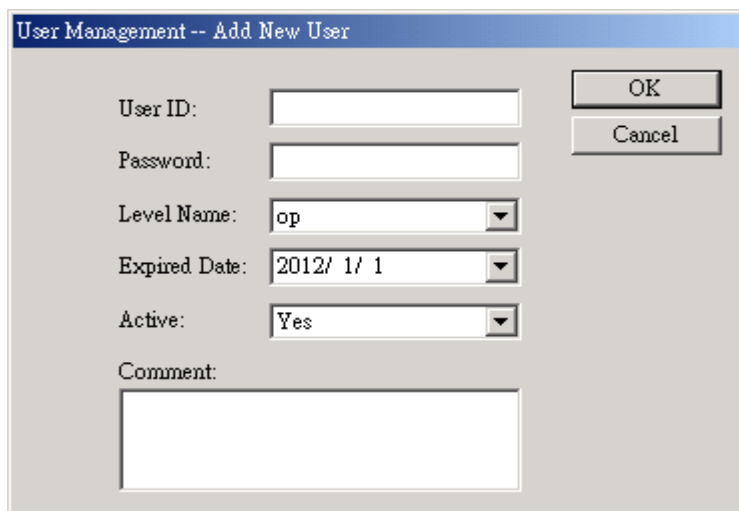 User Management -- Add New User
User ID:
OK
Password:
Cancel
Level Name: op
Expired Date: 2012/ 1/ 1
Active: Yes
Comment: